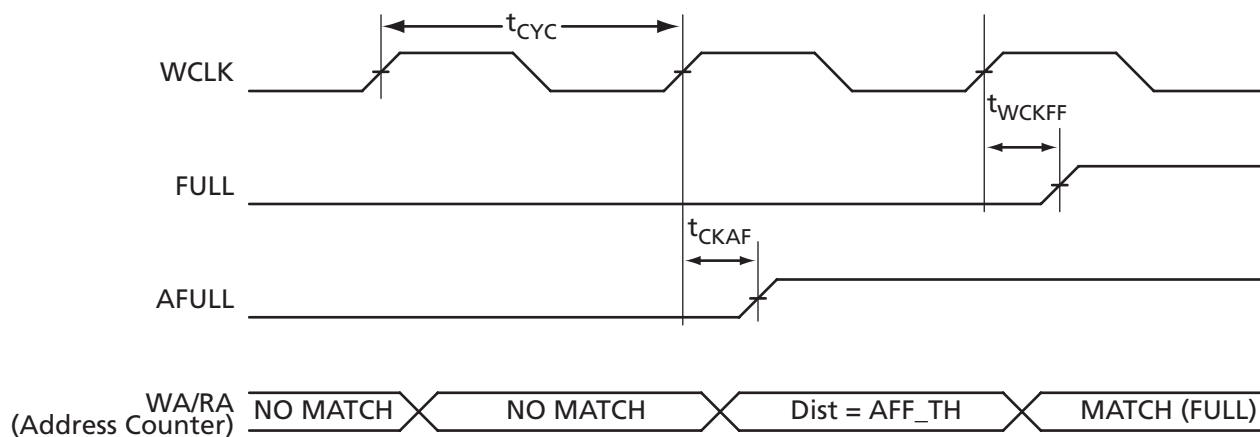 tCYC
WCLK
tWCKFF
FULL
tCKAF
AFULL
WA/RA
(Address Counter)
NO MATCH
NO MATCH
Dist = AFF_TH
MATCH (FULL)